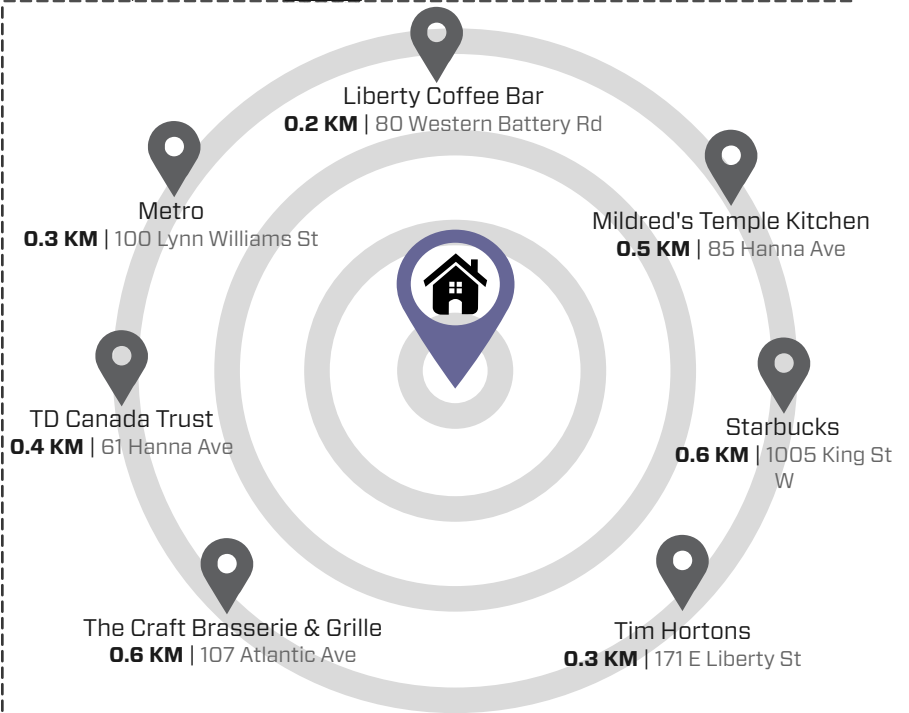 Liberty Coffee Bar
0.2 KM | 80 Western Battery Rd
Metro
0.3 KM | 100 Lynn Williams St
Mildred's Temple Kitchen
0.5 KM | 85 Hanna Ave
TD Canada Trust
0.4 KM | 61 Hanna Ave
Starbucks
0.6 KM | 1005 King St
W
The Craft Brasserie & Grille
0.6 KM | 107 Atlantic Ave
Tim Hortons
0.3 KM | 171 E Liberty St